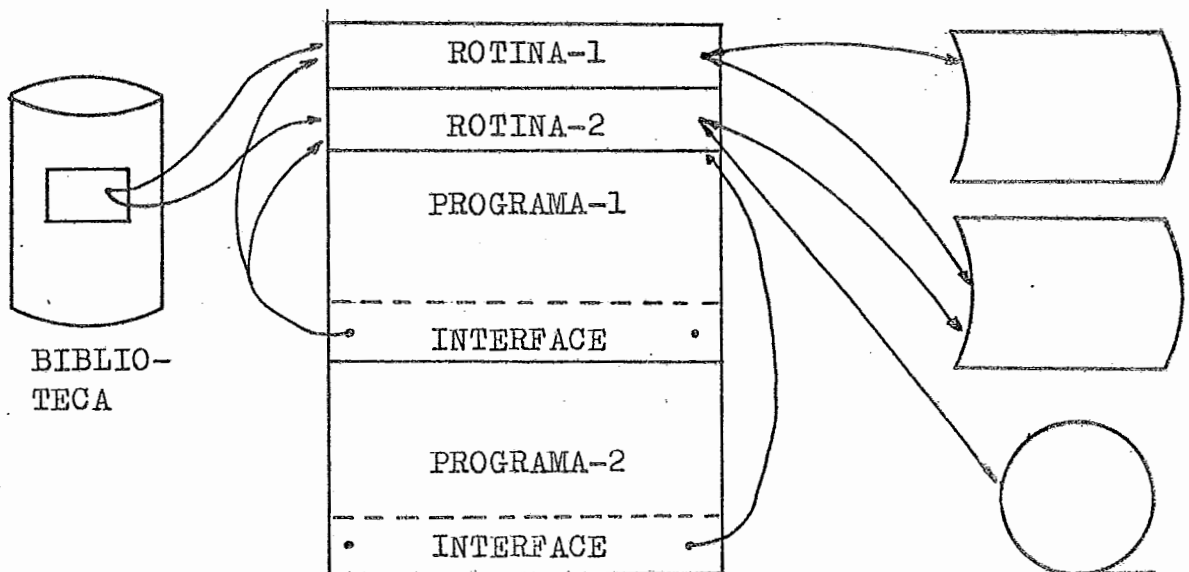 ROTINA-1
ROTINA-2
PROGRAMA-1
INTERFACE
BIBLIO-
TECA
PROGRAMA-2
INTERFACE